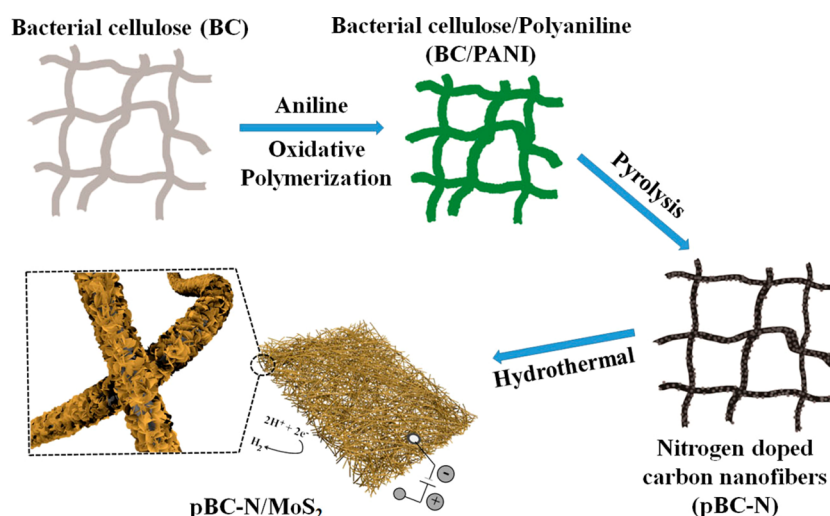 Bacterial cellulose (BC)
Bacterial cellulose/Polyaniline
(BC/PANI)
Aniline
Oxidative
Polymerization
Pyrolysis
Hydrothermal
Nitrogen doped
carbon nanofibers
(pBC-N)
2H⁺ + 2e⁻
H₂
-
+
pBC-N/MoS₂